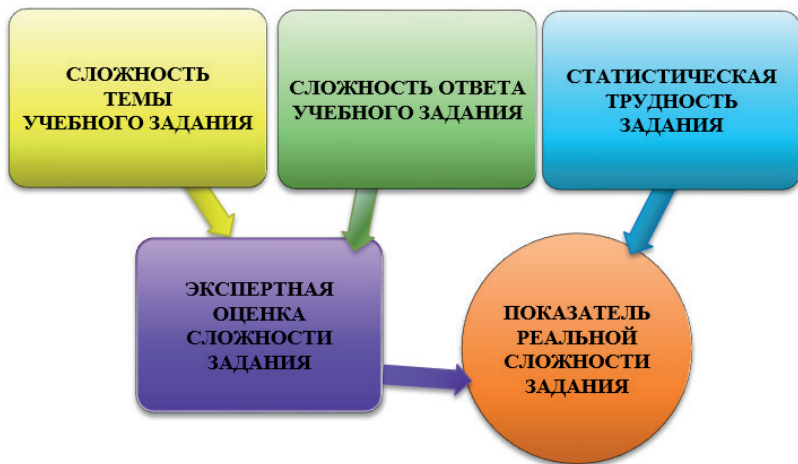 СЛОЖНОСТЬ
ТЕМЫ
УЧЕБНОГО ЗАДАНИЯ
СЛОЖНОСТЬ ОТВЕТА
УЧЕБНОГО ЗАДАНИЯ
СТАТИСТИЧЕСКАЯ
ТРУДНОСТЬ
ЗАДАНИЯ
ЭКСПЕРТНАЯ
ОЦЕНКА
СЛОЖНОСТИ
ЗАДАНИЯ
ПОКАЗАТЕЛЬ
РЕАЛЬНОЙ
СЛОЖНОСТИ
ЗАДАНИЯ